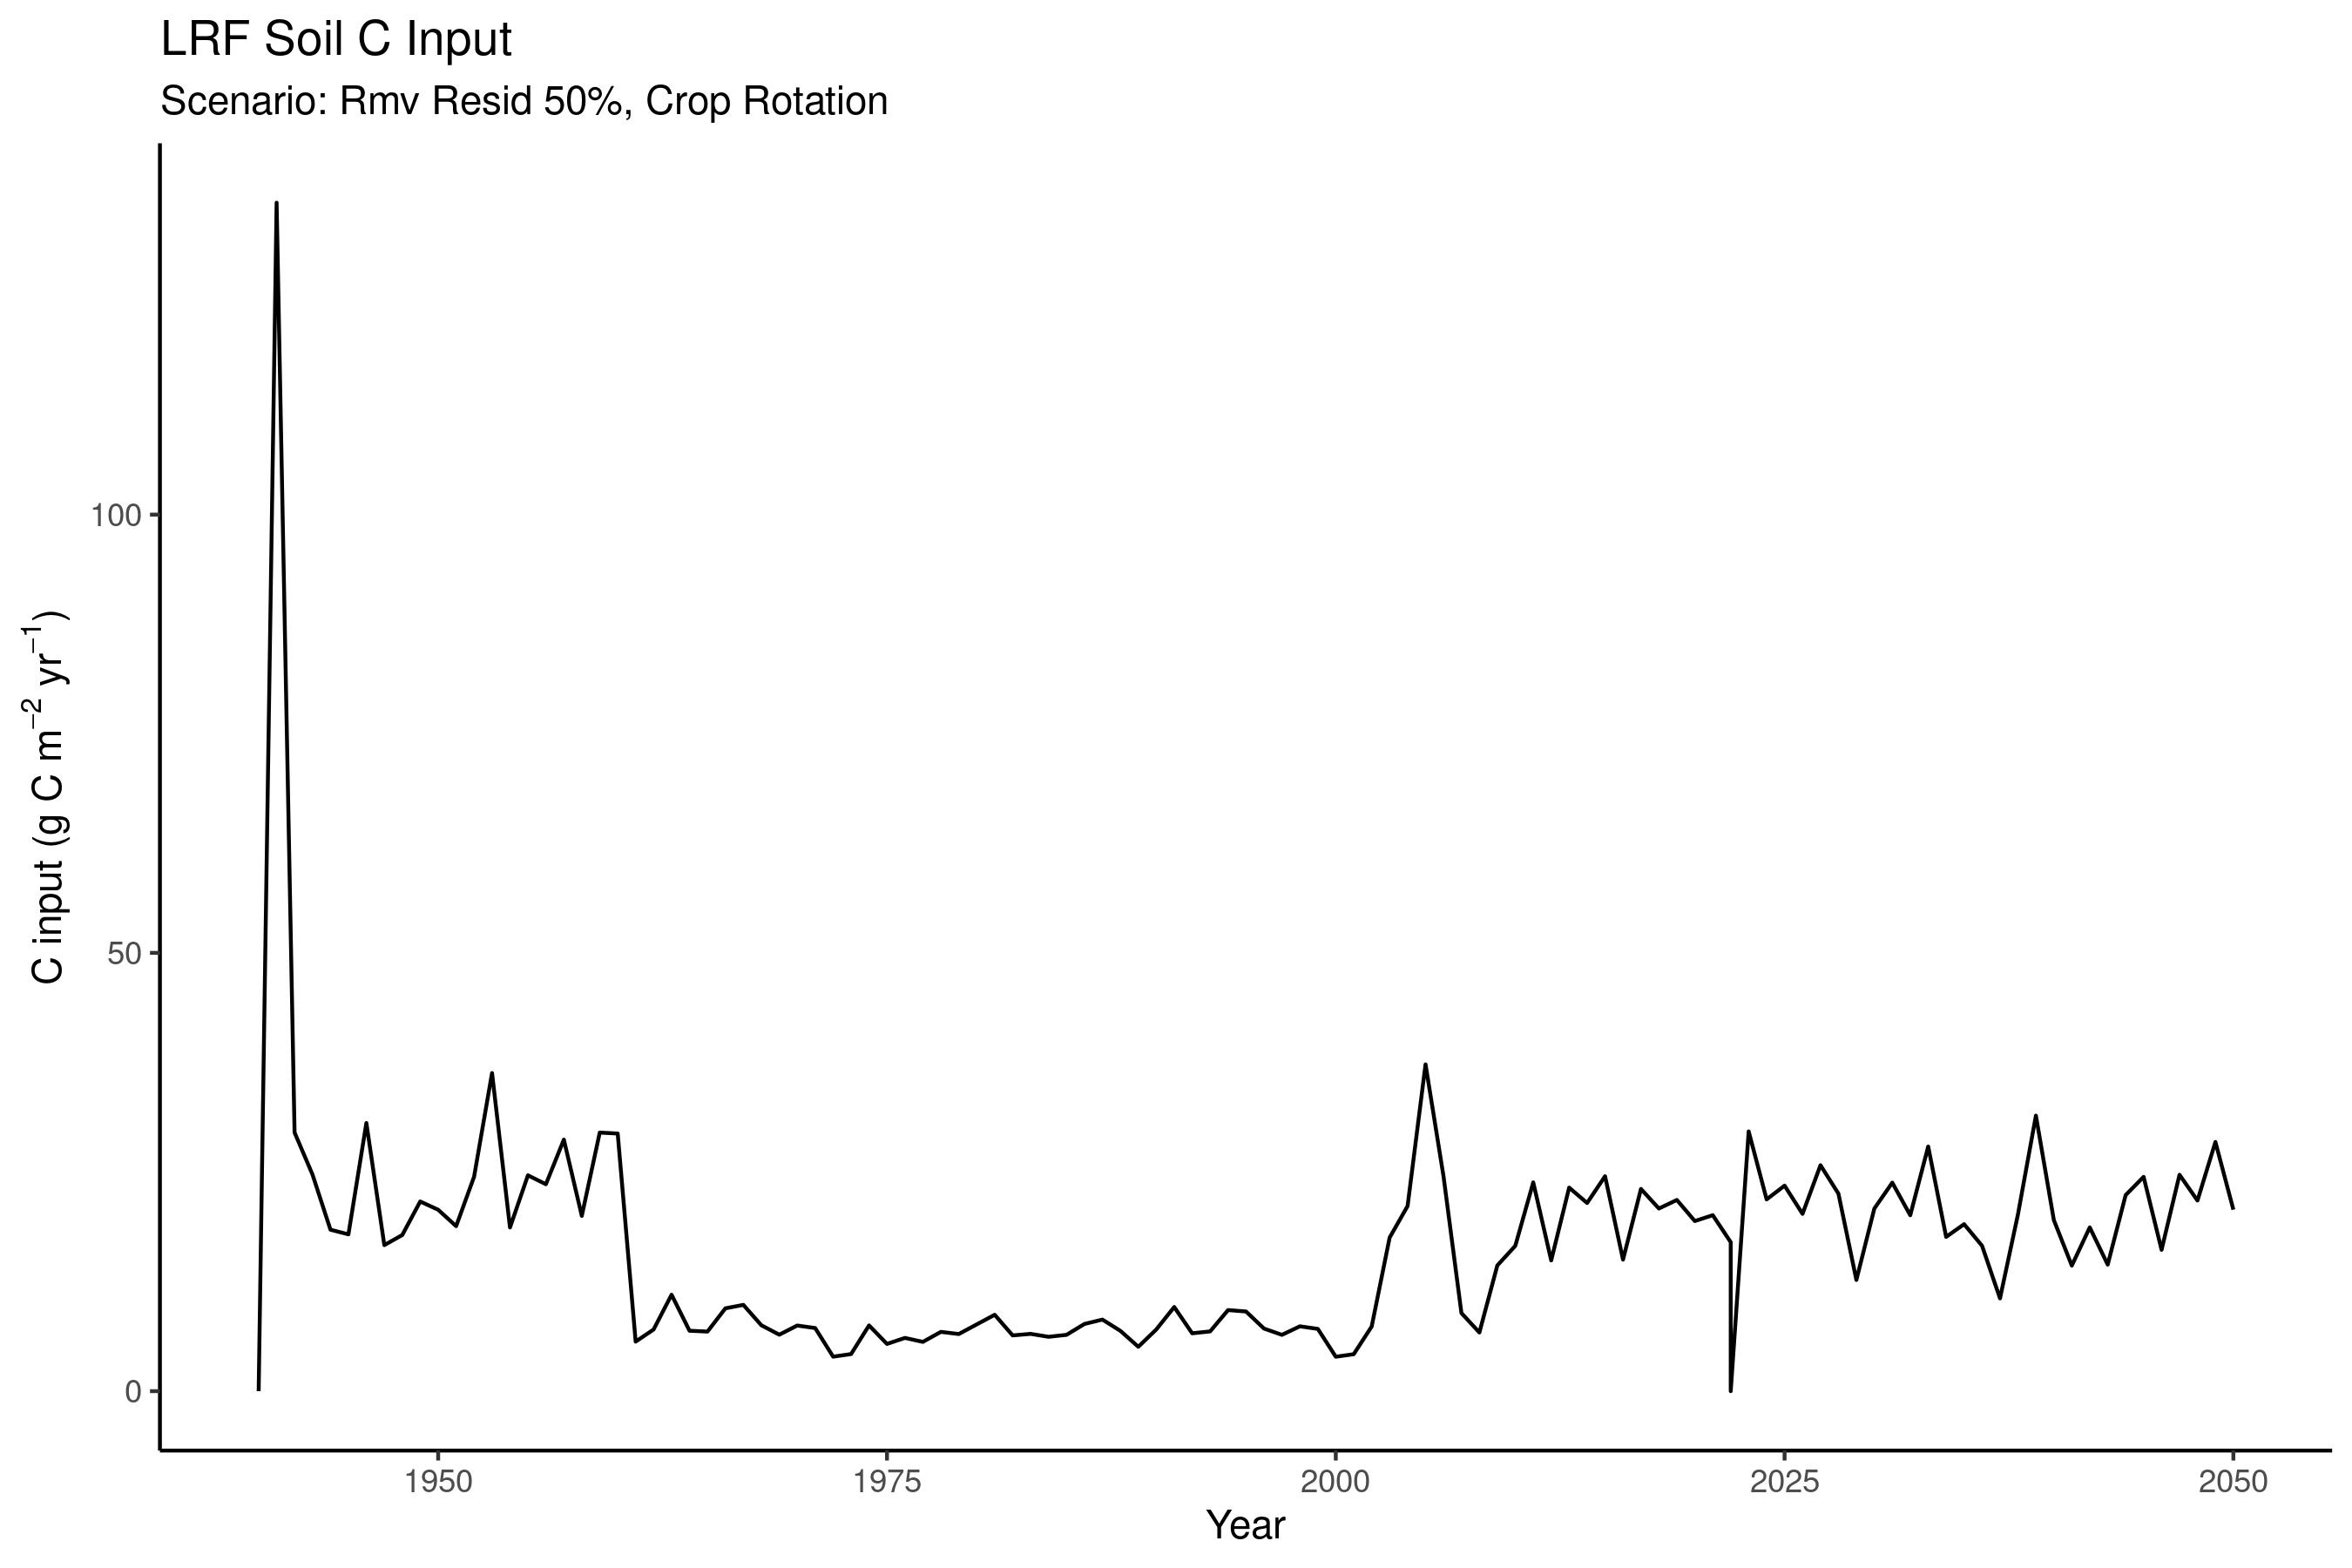 LRF Soil C Input
Scenario: Rmv Resid 50%, Crop Rotation
C input (g C m⁻² yr⁻¹)
100
50
0
1950 1975 2000 2025 2050
Year